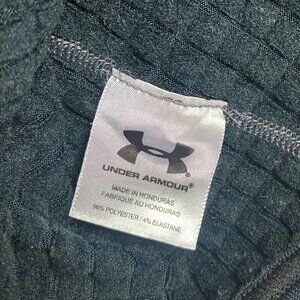 UNDER ARMOUR®
MADE IN HONDURAS
FABRIQUÉ AU HONDURAS
96% POLYESTER / 4% ELASTANE